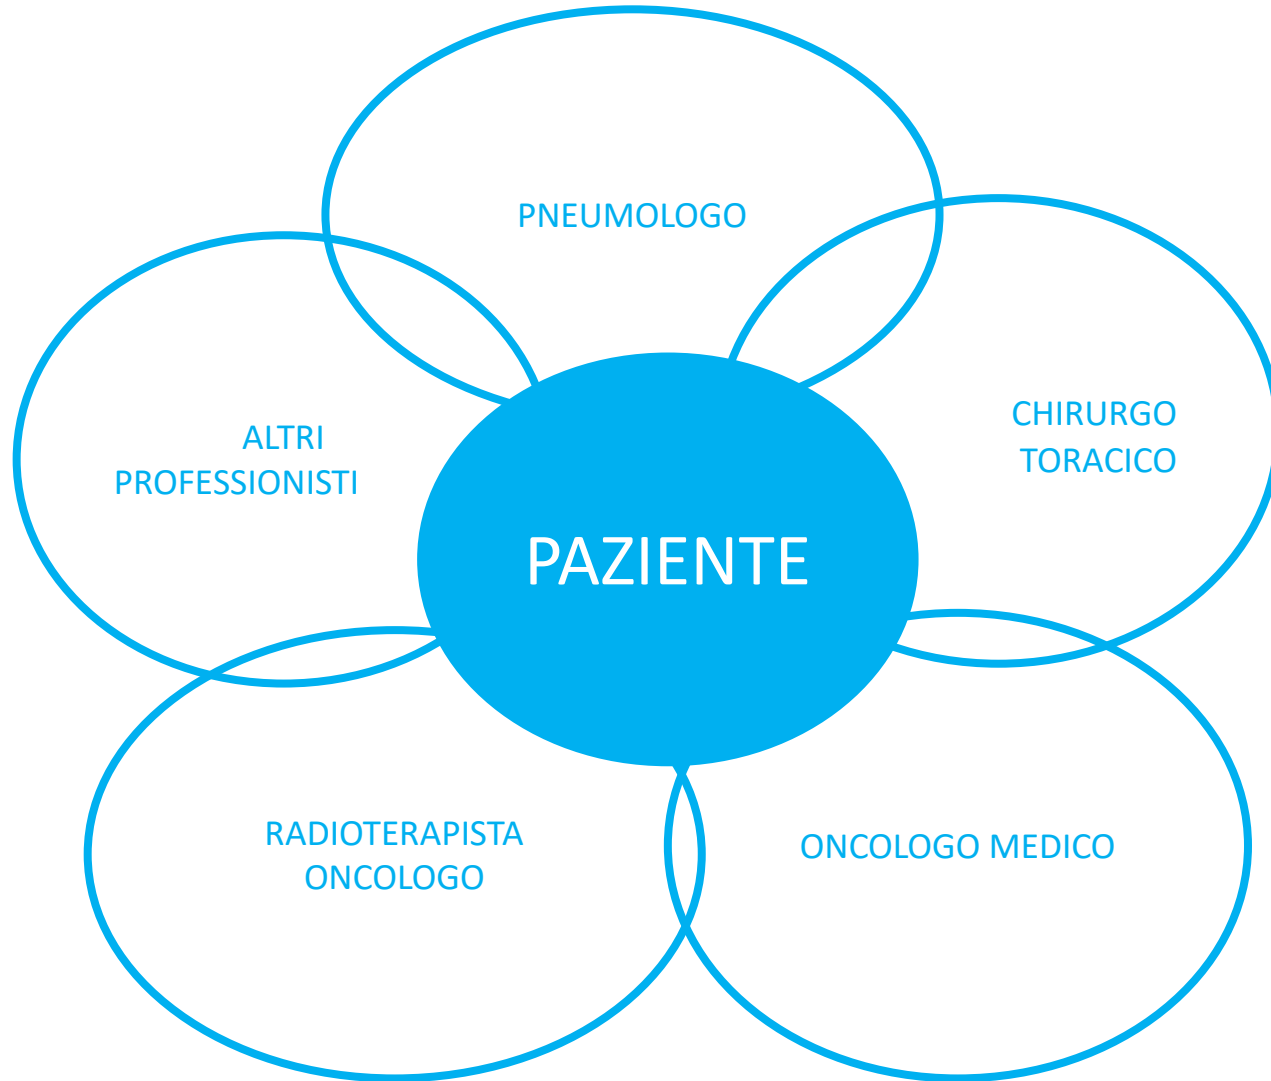 PNEUMOLOGO
CHIRURGO
TORACICO
ALTRI
PROFESSIONISTI
PAZIENTE
RADIOTERAPISTA
ONCOLOGO
ONCOLOGO MEDICO